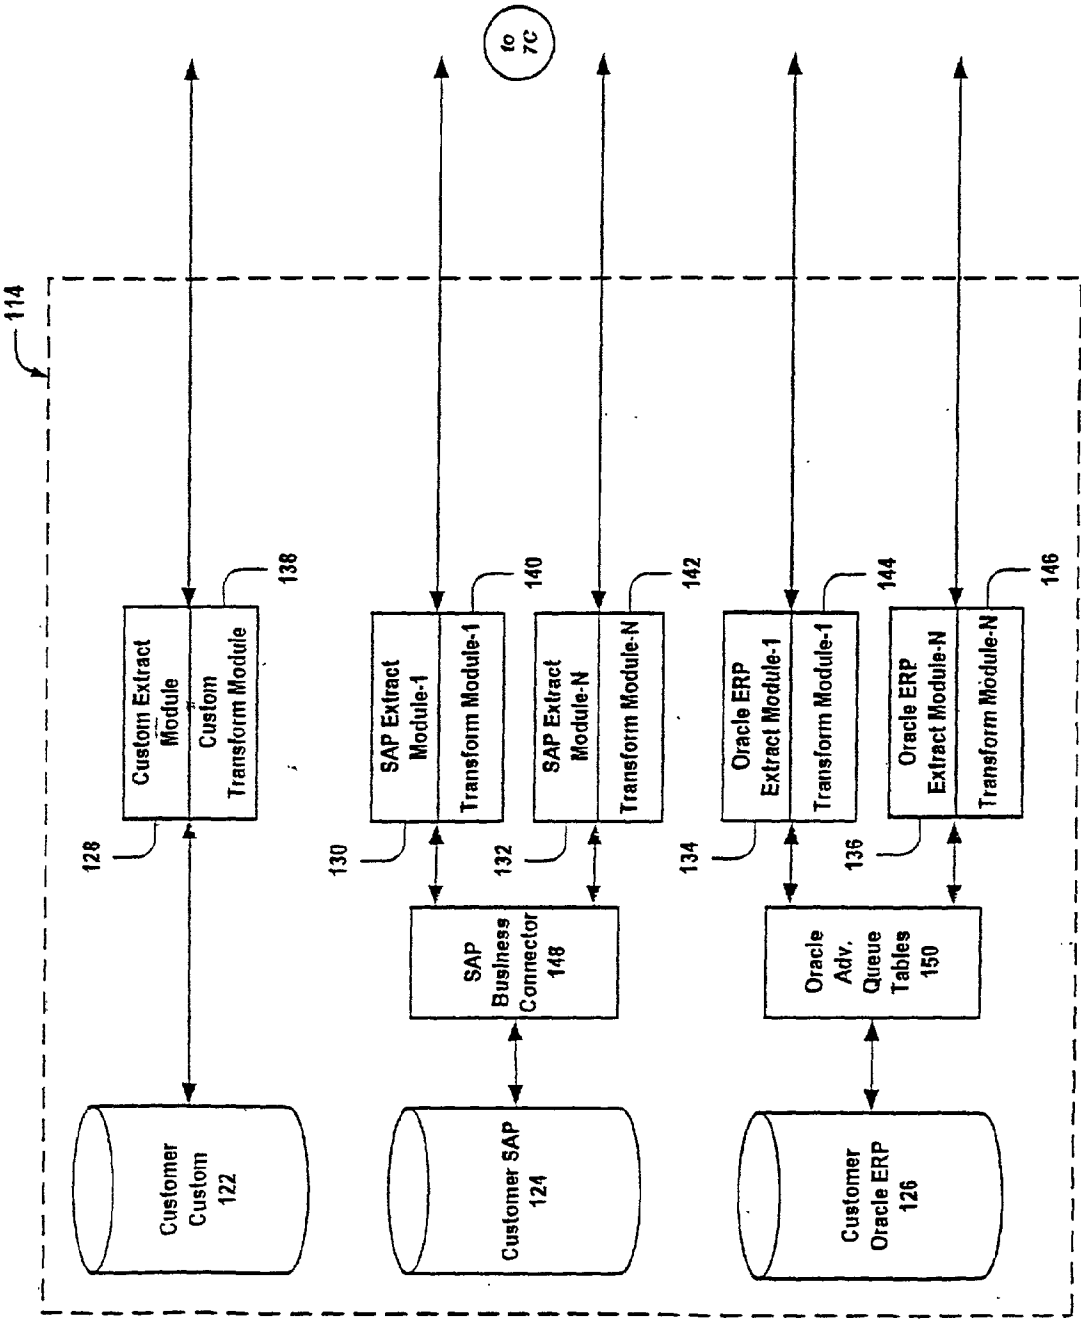 114
to
7C
Custom Extract
Module
Custom
Transform Module
128
138
SAP Extract
Module-1
Transform Module-1
130
140
SAP Extract
Module-N
Transform Module-N
132
142
Oracle ERP
Extract Module-1
Transform Module-1
134
144
Oracle ERP
Extract Module-N
Transform Module-N
136
146
SAP
Business
Connector
148
Oracle
Adv.
Queue
Tables
150
Customer
Custom
122
Customer SAP
124
Customer
Oracle ERP
126